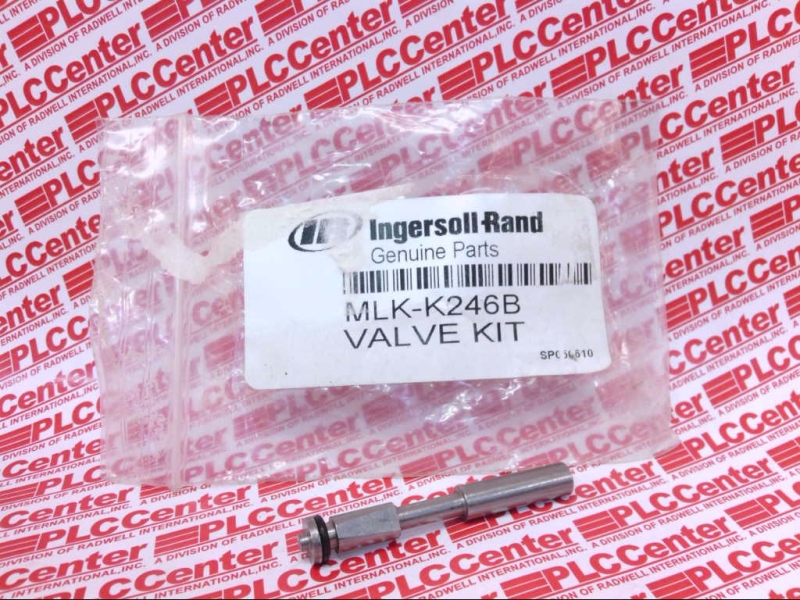 Ingersoll-Rand
Genuine Parts
MLK-K246B
VALVE KIT
PLCCenter
A DIVISION OF RADWELL INTERNATIONAL, INC.